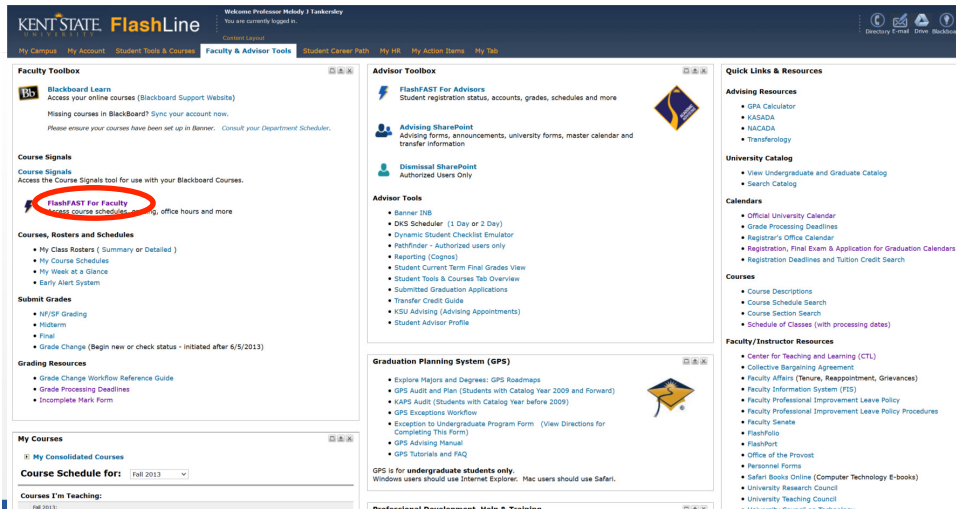 KENT STATE
UNIVERSITY
FlashLine
Welcome Professor Melody J Tankersley
You are currently logged in.
Content Layout
Directory E-mail Drive Blackboa
My Campus My Account Student Tools & Courses Faculty & Advisor Tools Student Career Path My HR My Action Items My Tab
Faculty Toolbox
Bb
Blackboard Learn
Access your online courses (Blackboard Support Website)
Missing courses in BlackBoard? Sync your account now.
Please ensure your courses have been set up in Banner. Consult your Department Scheduler.
Course Signals
Course Signals
Access the Course Signals tool for use with your Blackboard Courses.
FlashFAST For Faculty
Access course schedules, office hours and more
Courses, Rosters and Schedules
• My Class Rosters ( Summary or Detailed )
• My Course Schedules
• My Week at a Glance
• Early Alert System
Submit Grades
• NF/SF Grading
• Midterm
• Final
• Grade Change (Begin new or check status - initiated after 6/5/2013)
Grading Resources
• Grade Change Workflow Reference Guide
• Grade Processing Deadlines
• Incomplete Mark Form
My Courses
My Consolidated Courses
Course Schedule for: Fall 2013
Courses I'm Teaching:
Fall 2013:
Advisor Toolbox
FlashFAST For Advisors
Student registration status, accounts, grades, schedules and more
Advising SharePoint
Advising forms, announcements, university forms, master calendar and
transfer information
Dismissal SharePoint
Authorized Users Only
Advisor Tools
• Banner INB
• DKS Scheduler (1 Day or 2 Day)
• Dynamic Student Checklist Emulator
• Pathfinder - Authorized users only
• Reporting (Cognos)
• Student Current Term Final Grades View
• Student Tools & Courses Tab Overview
• Submitted Graduation Applications
• Transfer Credit Guide
• KSU Advising (Advising Appointments)
• Student Advisor Profile
Graduation Planning System (GPS)
• Explore Majors and Degrees: GPS Roadmaps
• GPS Audit and Plan (Students with Catalog Year 2009 and Forward)
• KAPS Audit (Students with Catalog Year before 2009)
• GPS Exceptions Workflow
• Exception to Undergraduate Program Form (View Directions for
Completing This Form)
• GPS Advising Manual
• GPS Tutorials and FAQ
GPS is for undergraduate students only.
Windows users should use Internet Explorer. Mac users should use Safari.
Professional Development, Help & Training
Quick Links & Resources
Advising Resources
• GPA Calculator
• KASADA
• NACADA
• Transferology
University Catalog
• View Undergraduate and Graduate Catalog
• Search Catalog
Calendars
• Official University Calendar
• Grade Processing Deadlines
• Registrar's Office Calendar
• Registration, Final Exam & Application for Graduation Calendars
• Registration Deadlines and Tuition Credit Search
Courses
• Course Descriptions
• Course Schedule Search
• Course Section Search
• Schedule of Classes (with processing dates)
Faculty/Instructor Resources
• Center for Teaching and Learning (CTL)
• Collective Bargaining Agreement
• Faculty Affairs (Tenure, Reappointment, Grievances)
• Faculty Information System (FIS)
• Faculty Professional Improvement Leave Policy
• Faculty Professional Improvement Leave Policy Procedures
• Faculty Senate
• FlashFolio
• FlashPort
• Office of the Provost
• Personnel Forms
• Safari Books Online (Computer Technology E-books)
• University Research Council
• University Teaching Council
• University Council on Technology